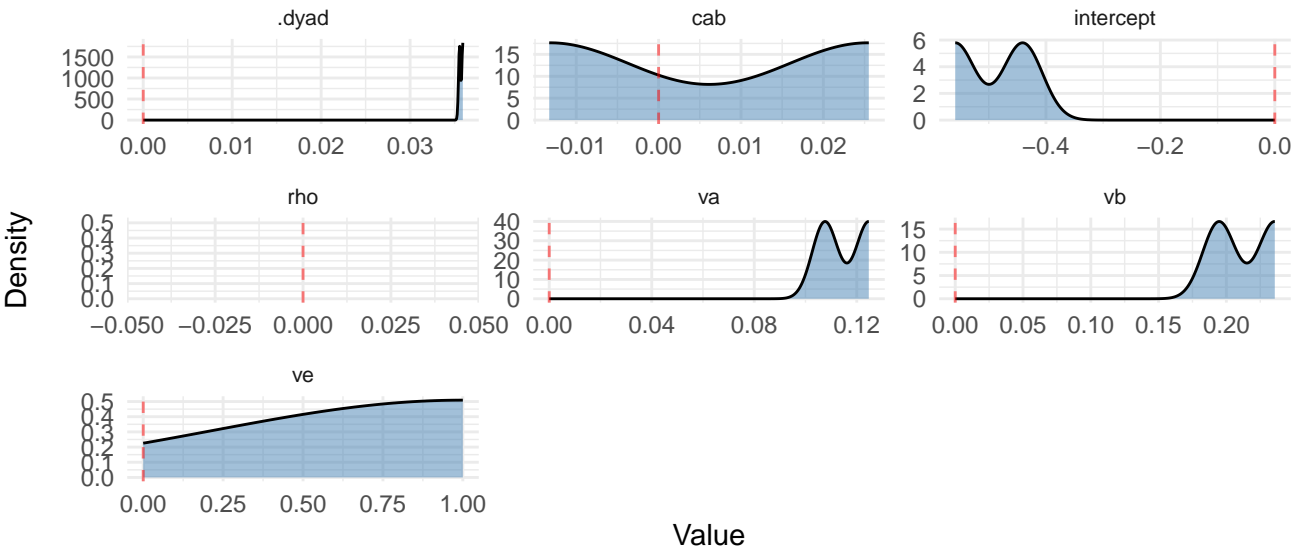 .dyad
cab
intercept
1500
1000
500
0
0.00 0.01 0.02 0.03
15
10
5
0
−0.01 0.00 0.01 0.02
6
4
2
0
−0.4 −0.2 0.0
rho
va
vb
0.5
0.4
0.3
0.2
0.1
0.0
−0.050 −0.025 0.000 0.025 0.050
40
30
20
10
0
0.00 0.04 0.08 0.12
15
10
5
0
0.00 0.05 0.10 0.15 0.20
ve
0.5
0.4
0.3
0.2
0.1
0.0
0.00 0.25 0.50 0.75 1.00
Density
Value